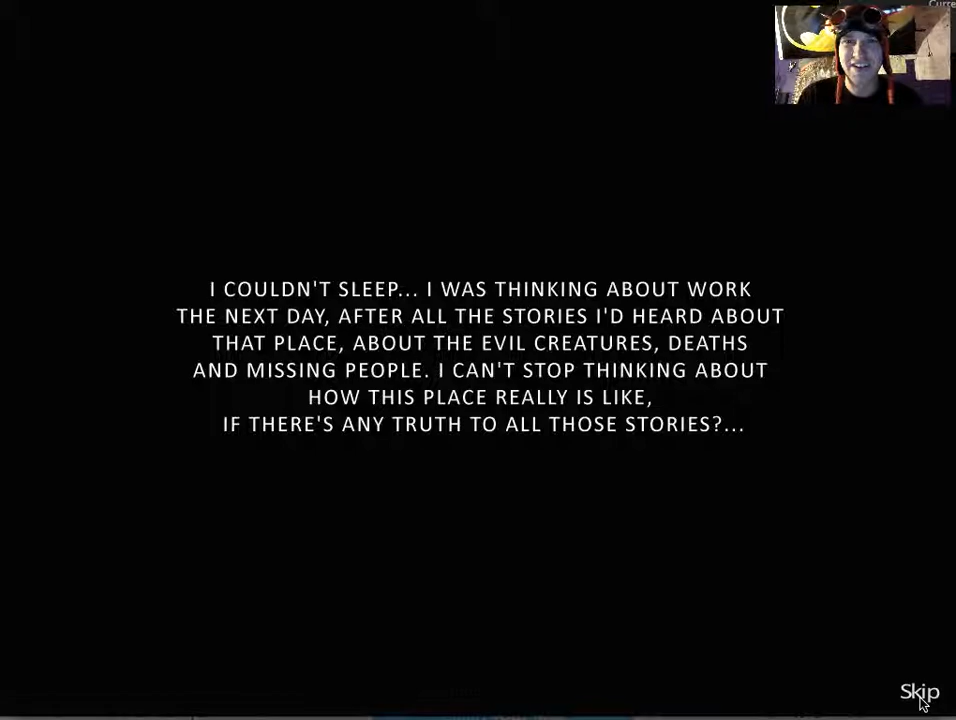 Curre
I COULDN'T SLEEP... I WAS THINKING ABOUT WORK
THE NEXT DAY, AFTER ALL THE STORIES I'D HEARD ABOUT
THAT PLACE, ABOUT THE EVIL CREATURES, DEATHS
AND MISSING PEOPLE. I CAN'T STOP THINKING ABOUT
HOW THIS PLACE REALLY IS LIKE,
IF THERE'S ANY TRUTH TO ALL THOSE STORIES?...
Skip